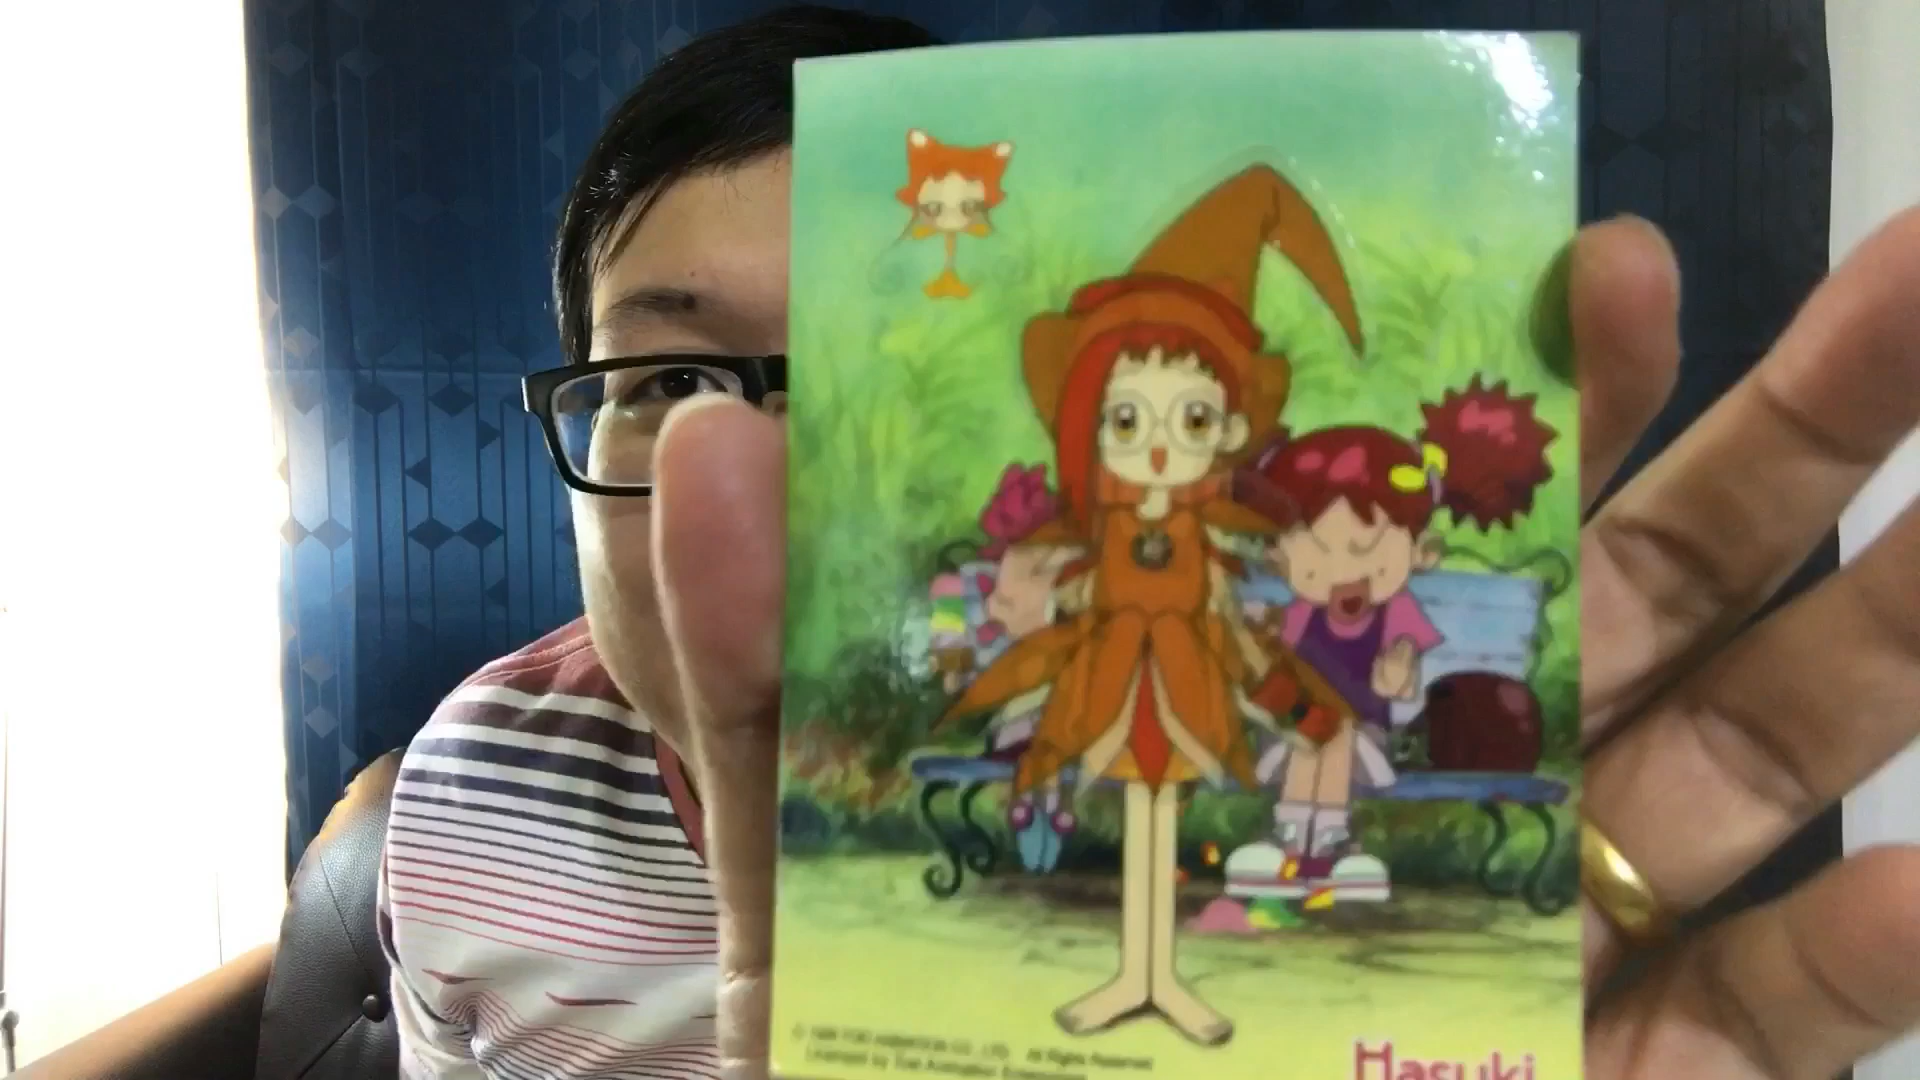 © 1999 TOEI ANIMATION CO., LTD. All Rights Reserved.
Licensed by Toei Animation Enterprises
Hasuki